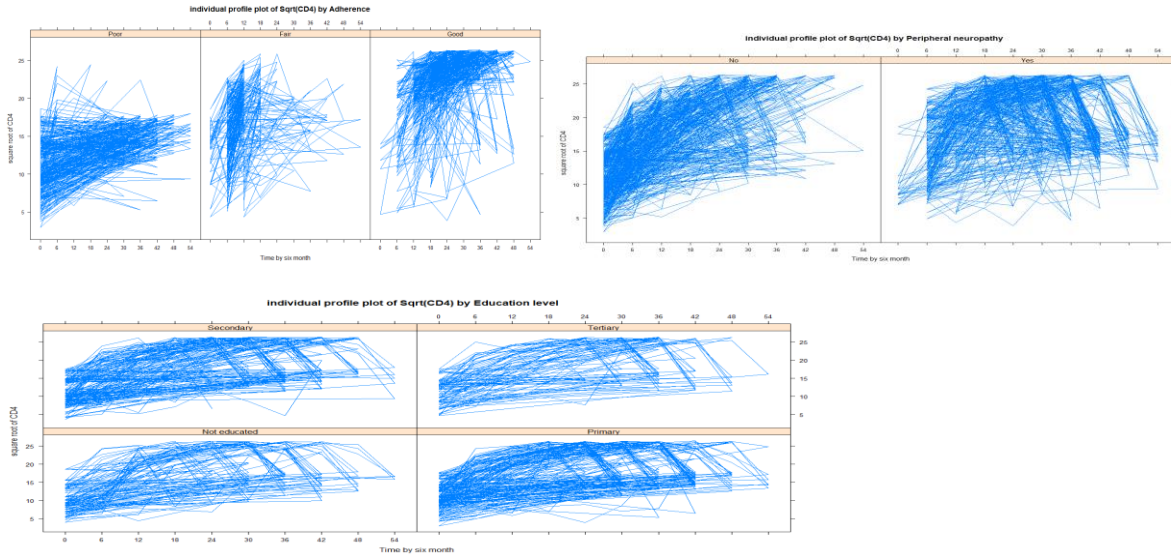 individual profile plot of Sqrt(CD4) by Adherence
0 6 12 18 24 30 36 42 48 54
Poor Fair Good
25
20
15
10
5
square root of CD4
0 6 12 18 24 30 36 42 48 54 0 6 12 18 24 30 36 42 48 54
Time by six month
individual profile plot of Sqrt(CD4) by Peripheral neuropathy
0 6 12 18 24 30 36 42 48 54
No Yes
25
20
15
10
5
square root of CD4
0 6 12 18 24 30 36 42 48 54
Time by six month
individual profile plot of Sqrt(CD4) by Education level
0 6 12 18 24 30 36 42 48 54
Secondary Tertiary
25
20
15
10
5
Not educated Primary
25
20
15
10
5
square root of CD4
0 6 12 18 24 30 36 42 48 54
Time by six month